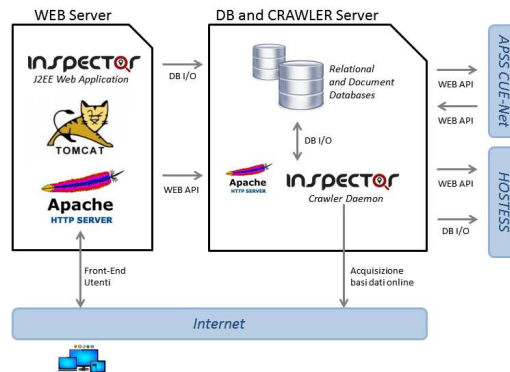 WEB Server
DB and CRAWLER Server
INSPECTOR
J2EE Web Application
TOMCAT
Apache
HTTP SERVER
DB I/O
WEB API
Relational
and Document
Databases
DB I/O
Apache
HTTP SERVER
INSPECTOR
Crawler Daemon
WEB API
WEB API
APSS CUE-Net
WEB API
DB I/O
HOSTESS
Front-End
Utenti
Acquisizione
basi dati online
Internet